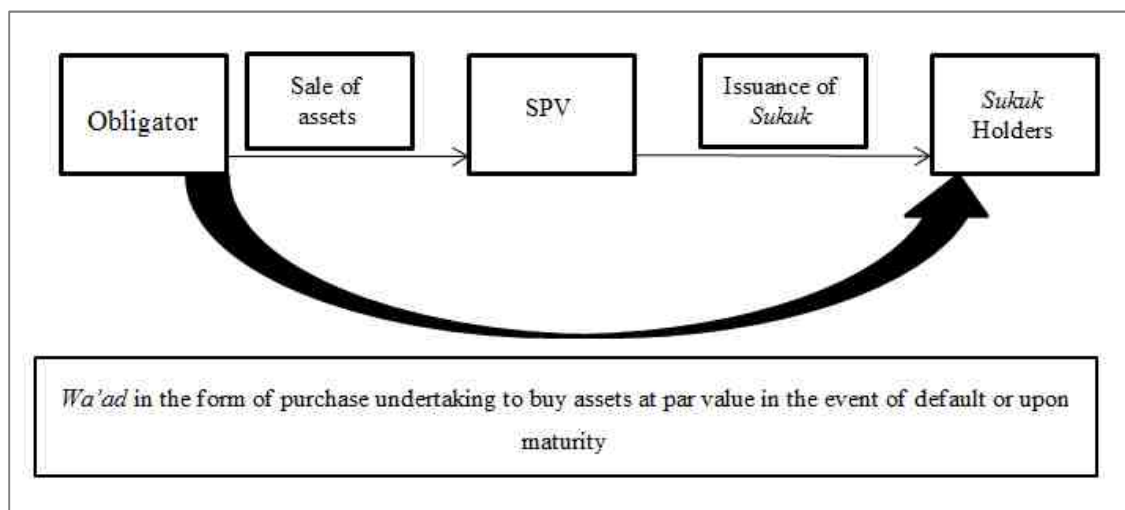 Obligator
Sale of
assets
SPV
Issuance of
Sukuk
Sukuk
Holders
Wa'ad in the form of purchase undertaking to buy assets at par value in the event of default or upon
maturity